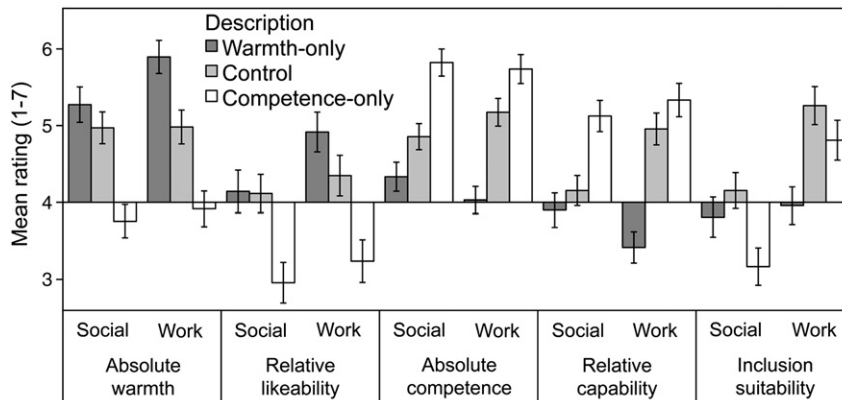 Description
Warmth-only
Control
Competence-only
Mean rating (1-7)
6
5
4
3
Social Work Social Work Social Work Social Work Social Work
Absolute Relative Absolute Relative Inclusion
warmth likeability competence capability suitability